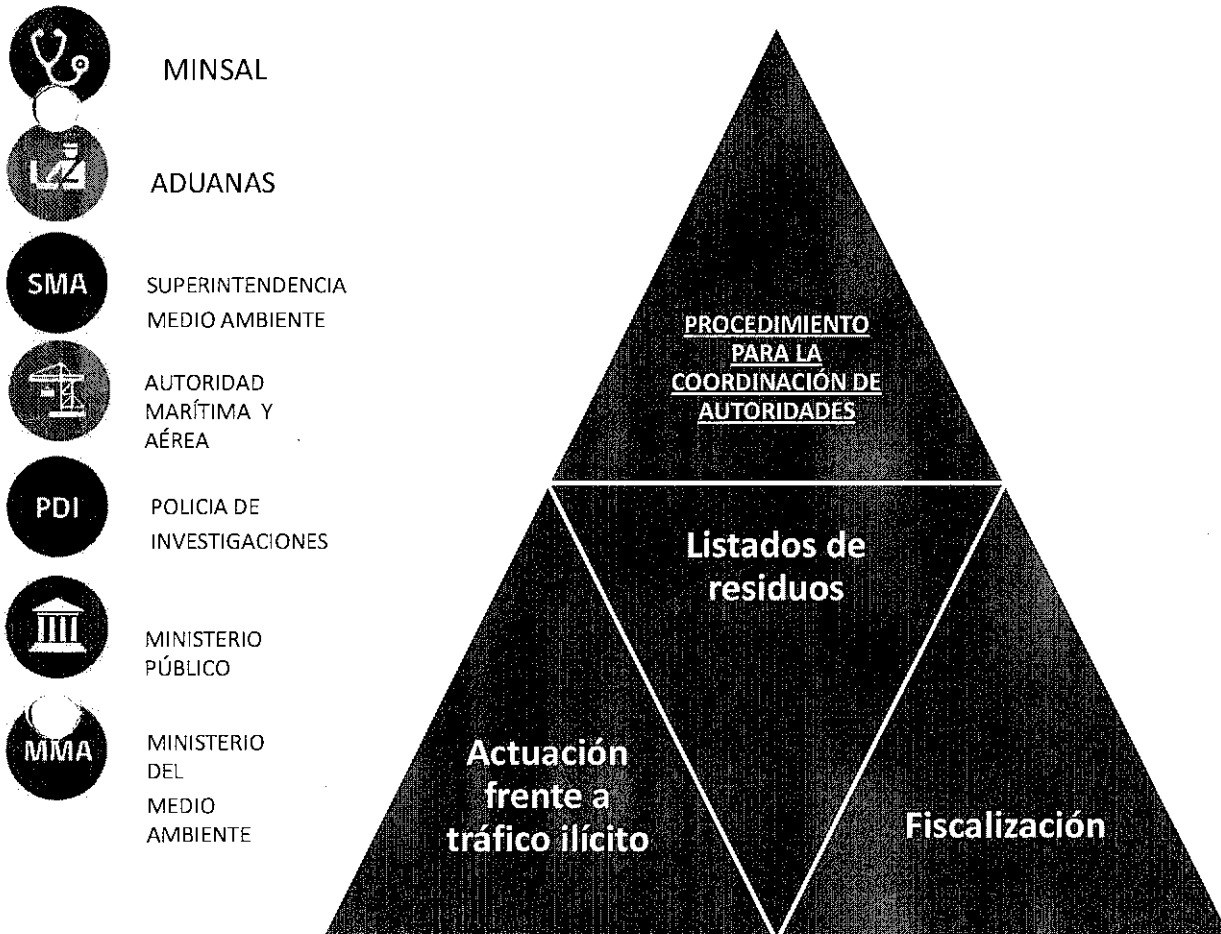 MINSAL
ADUANAS
SMA
SUPERINTENDENCIA
MEDIO AMBIENTE
AUTORIDAD
MARÍTIMA Y
AÉREA
PDI
POLICIA DE
INVESTIGACIONES
MINISTERIO
PÚBLICO
MMA
MINISTERIO
DEL
MEDIO
AMBIENTE
PROCEDIMIENTO
PARA LA
COORDINACIÓN DE
AUTORIDADES
Listados de
residuos
Actuación
frente a
tráfico ilícito
Fiscalización